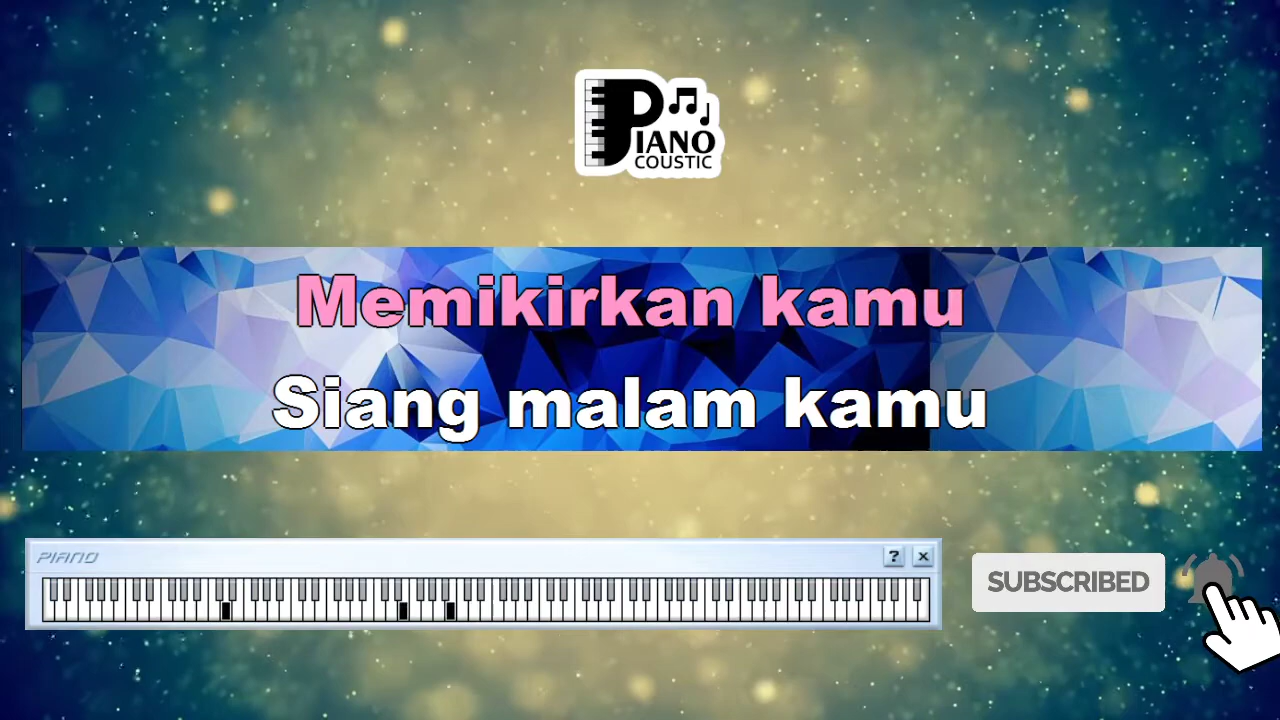 PIANO
COUSTIC
Memikirkan kamu
Siang malam kamu
PIANO
? ×
SUBSCRIBED